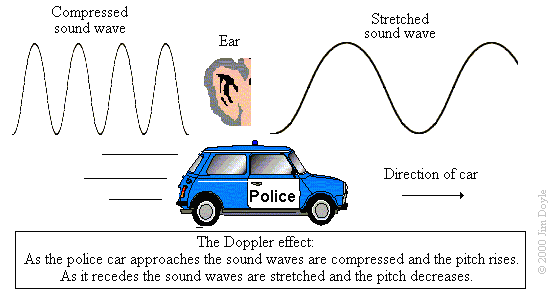 Compressed
sound wave
Ear
Stretched
sound wave
Police
Direction of car
The Doppler effect:
As the police car approaches the sound waves are compressed and the pitch rises.
As it recedes the sound waves are stretched and the pitch decreases.
© 2000 Jim Doyle